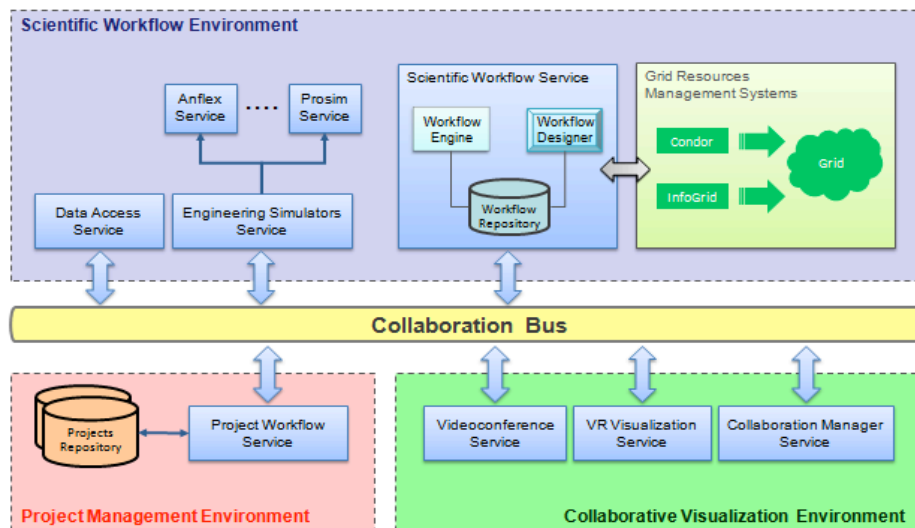 Scientific Workflow Environment
Anflex
Service
....
Prosim
Service
Data Access
Service
Engineering Simulators
Service
Scientific Workflow Service
Workflow
Engine
Workflow
Designer
Workflow
Repository
Grid Resources
Management Systems
Condor
InfoGrid
Grid
Collaboration Bus
Projects
Repository
Project Workflow
Service
Project Management Environment
Videoconference
Service
VR Visualization
Service
Collaboration Manager
Service
Collaborative Visualization Environment